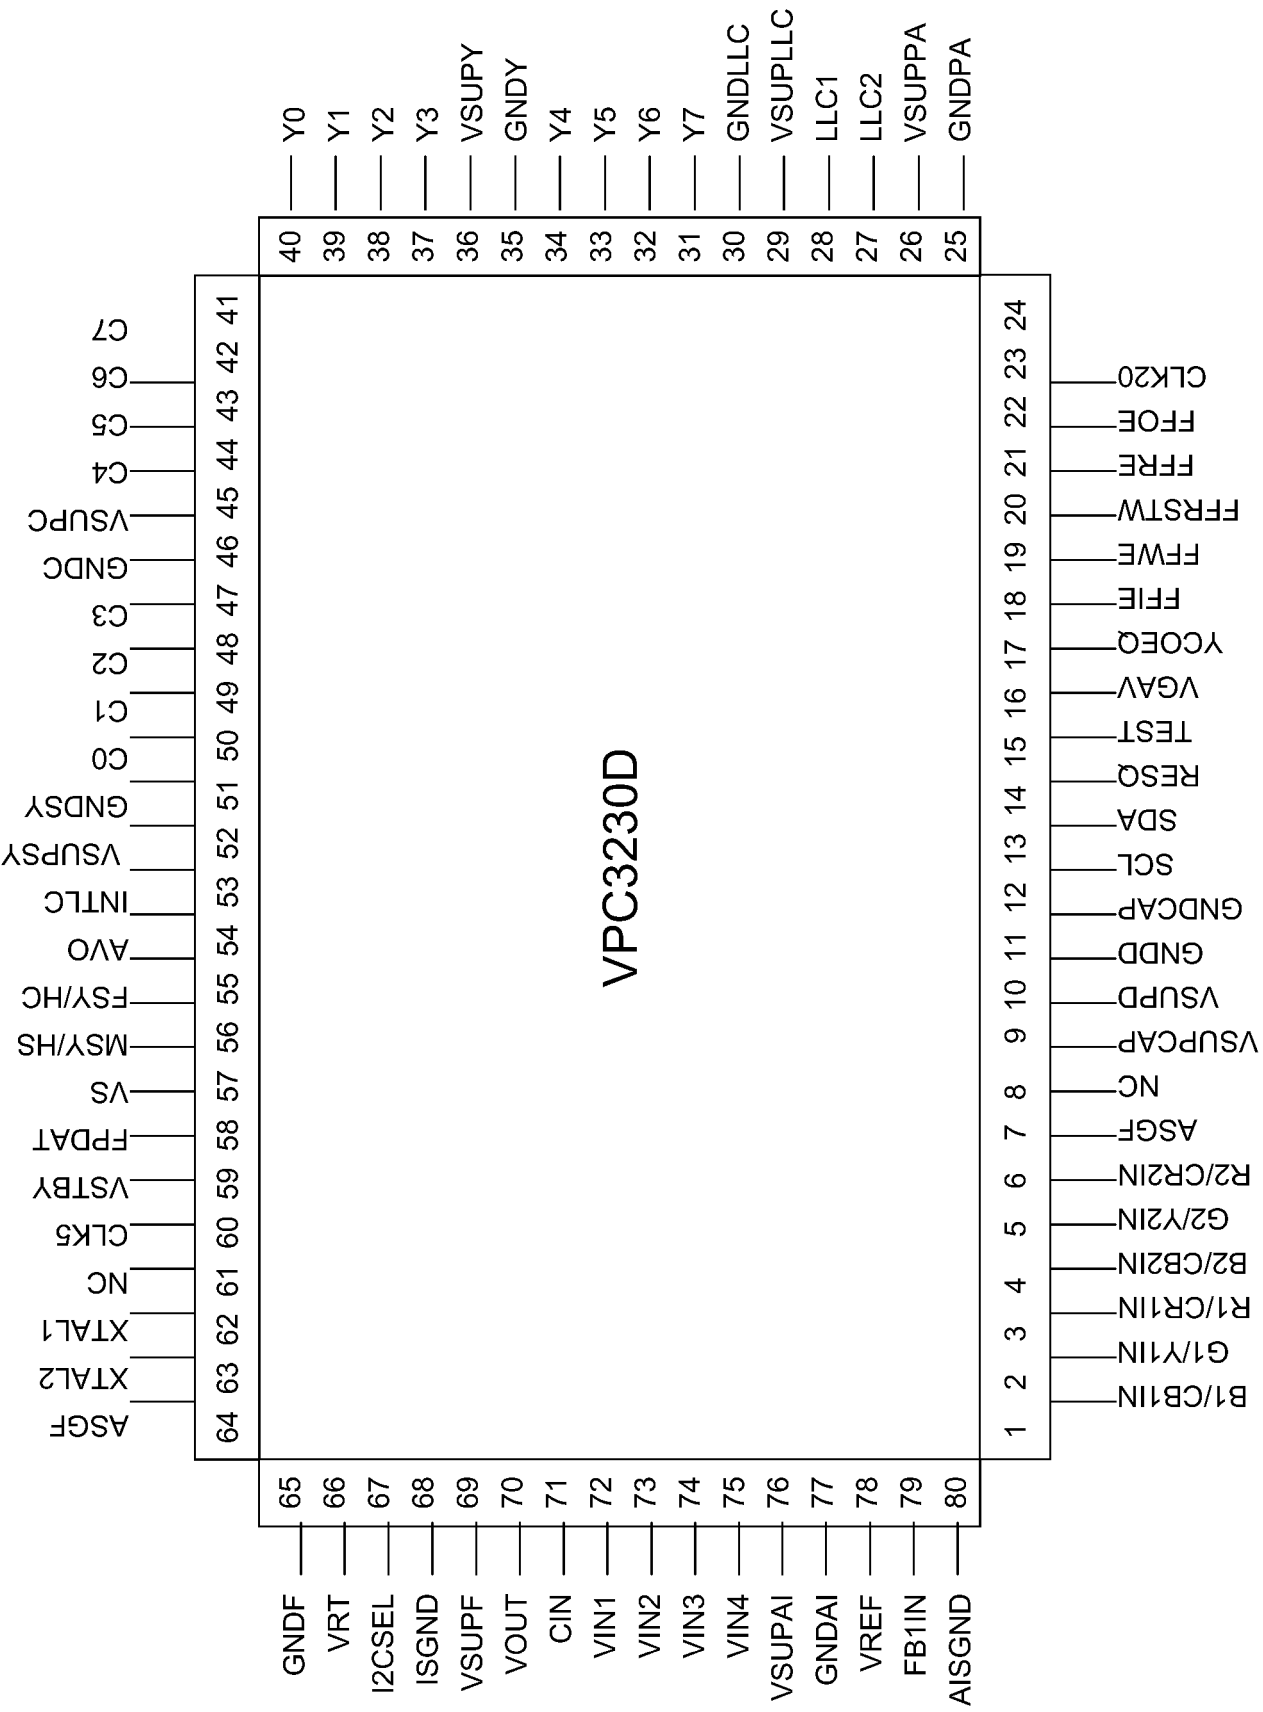 Y0
Y1
Y2
Y3
VSUPY
GNDY
Y4
Y5
Y6
Y7
GNDLLC
VSUPLLC
LLC1
LLC2
VSUPPA
GNDPA
40
39
38
37
36
35
34
33
32
31
30
29
28
27
26
25
C7
C6
C5
C4
VSUPC
GNDC
C3
C2
C1
C0
GNDSY
VSUPSY
INTLC
AVO
FSY/HC
MSY/HS
VS
FPDAT
VSTBY
CLK5
NC
XTAL1
XTAL2
ASGF
41
42
43
44
45
46
47
48
49
50
51
52
53
54
55
56
57
58
59
60
61
62
63
64
VPC3230D
24
23
22
21
20
19
18
17
16
15
14
13
12
11
10
9
8
7
6
5
4
3
2
1
CLK20
FFOE
FFRE
FFRSTW
FFWE
FFIE
YCOEQ
VGAV
TEST
RESQ
SDA
SCL
GNDCAP
GNDD
VSUPD
VSUPCAP
NC
ASGF
R2/CR2IN
G2/Y2IN
B2/CB2IN
R1/CR1IN
G1/Y1IN
B1/CB1IN
65
66
67
68
69
70
71
72
73
74
75
76
77
78
79
80
GNDF
VRT
I2CSEL
ISGND
VSUPF
VOUT
CIN
VIN1
VIN2
VIN3
VIN4
VSUPAI
GNDAI
VREF
FB1IN
AISGND